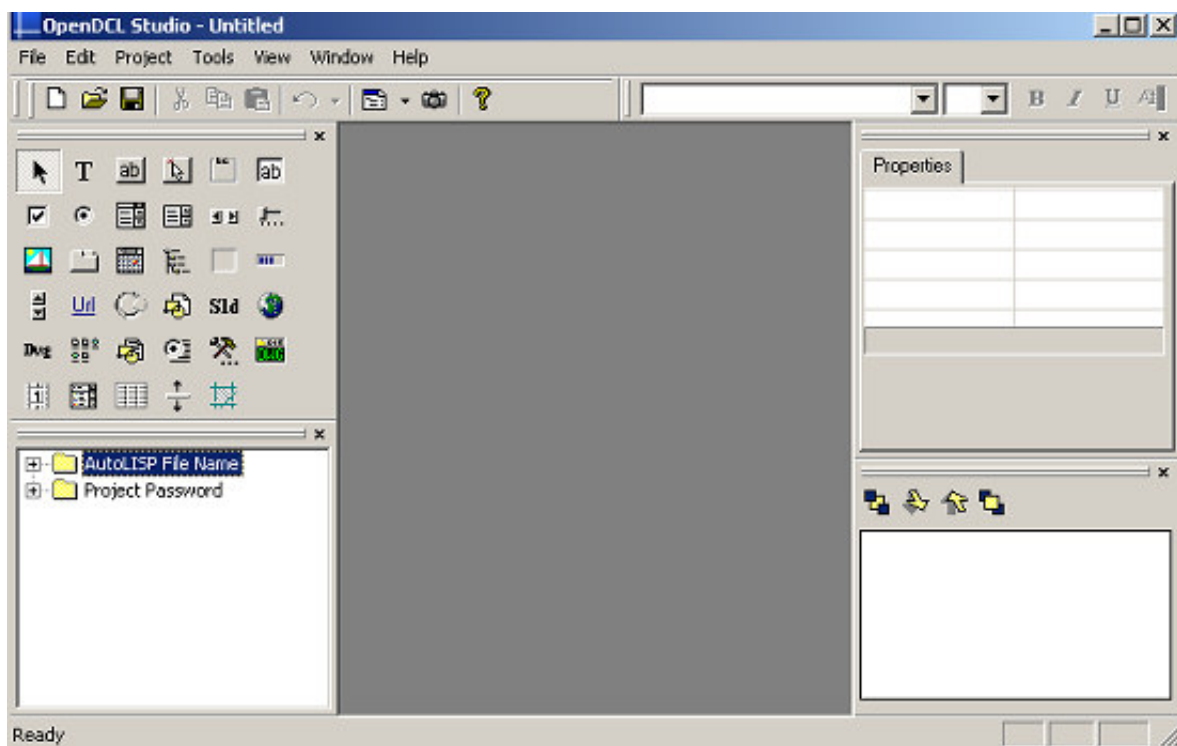 OpenDCL Studio - Untitled
File Edit Project Tools View Window Help
B I U
T ab ab
Url Sld
Dwg
1
AutoLISP File Name
Project Password
Properties
Ready